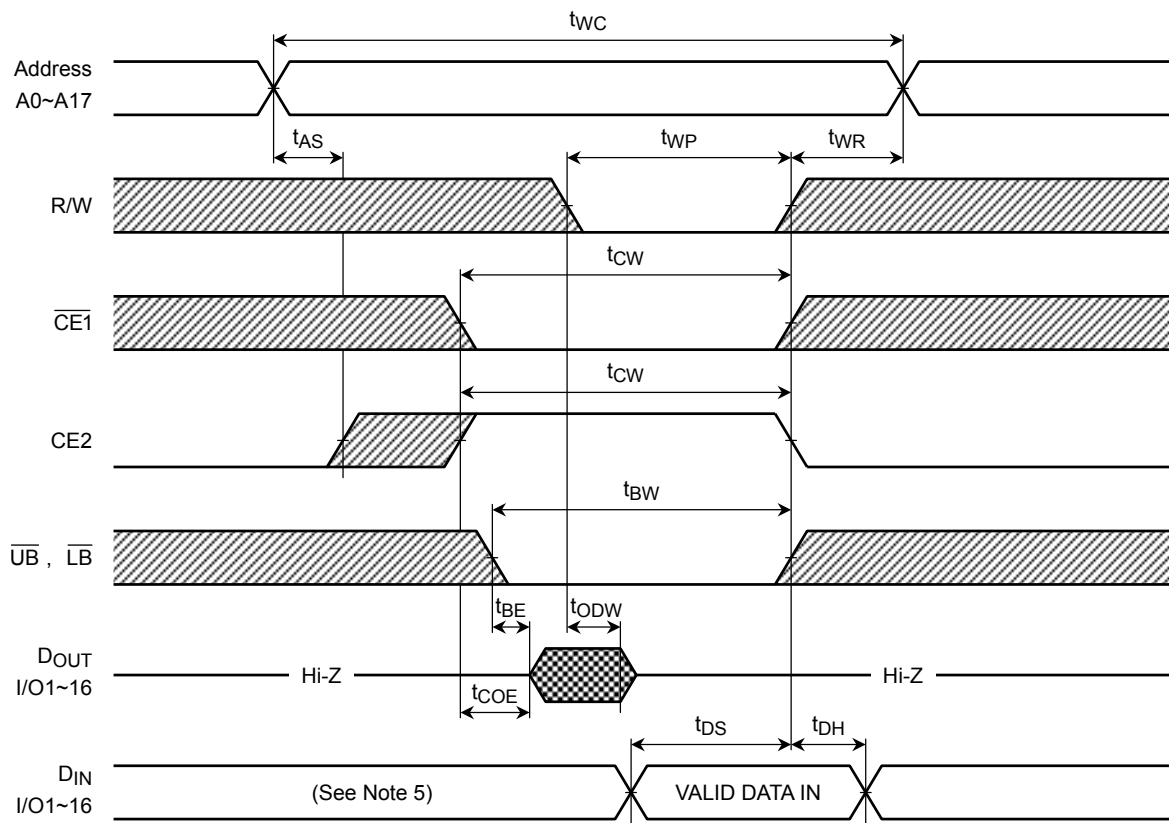 tWC
Address
A0~A17
tAS
tWP
tWR
R/W
tCW
CE1
tCW
CE2
tBW
UB , LB
tBE
tODW
DOUT
I/O1~16
Hi-Z
Hi-Z
tCOE
tDS
tDH
DIN
I/O1~16
(See Note 5)
VALID DATA IN